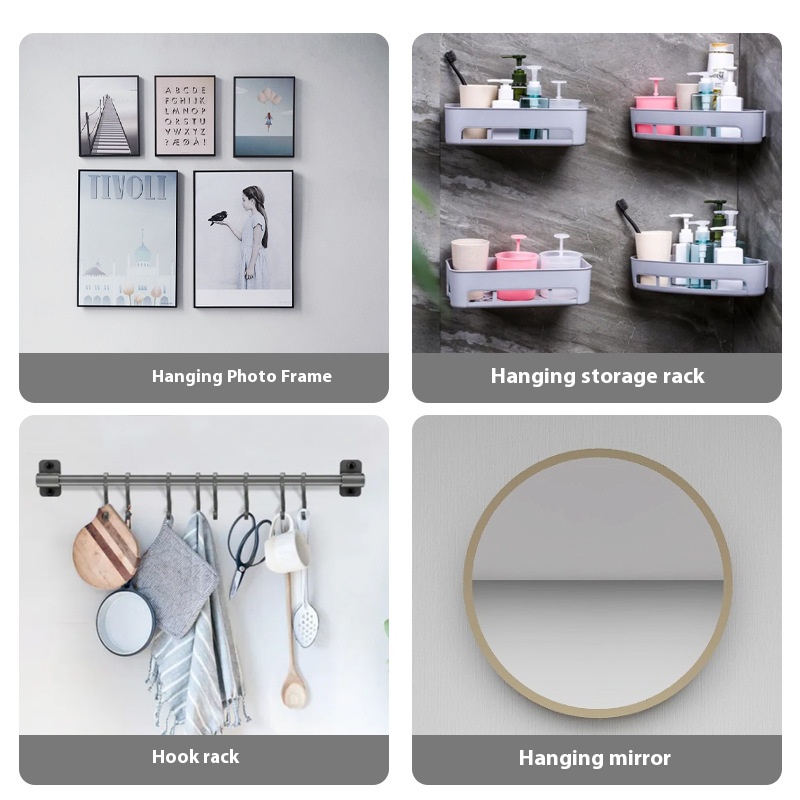 A B C D E
F G H I J K
L M N O P
Q R S T U
V W X Y Z
? Æ Ø Å !
TIVOLI
Hanging Photo Frame
Hanging storage rack
Hook rack
Hanging mirror